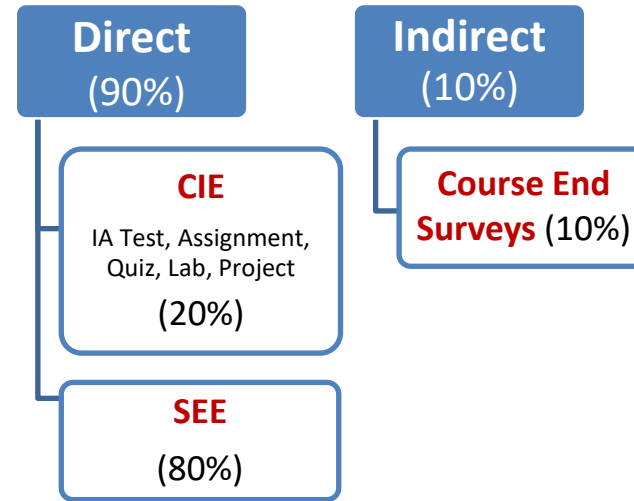 Direct
(90%)
CIE
IA Test, Assignment,
Quiz, Lab, Project
(20%)
SEE
(80%)
Indirect
(10%)
Course End
Surveys (10%)